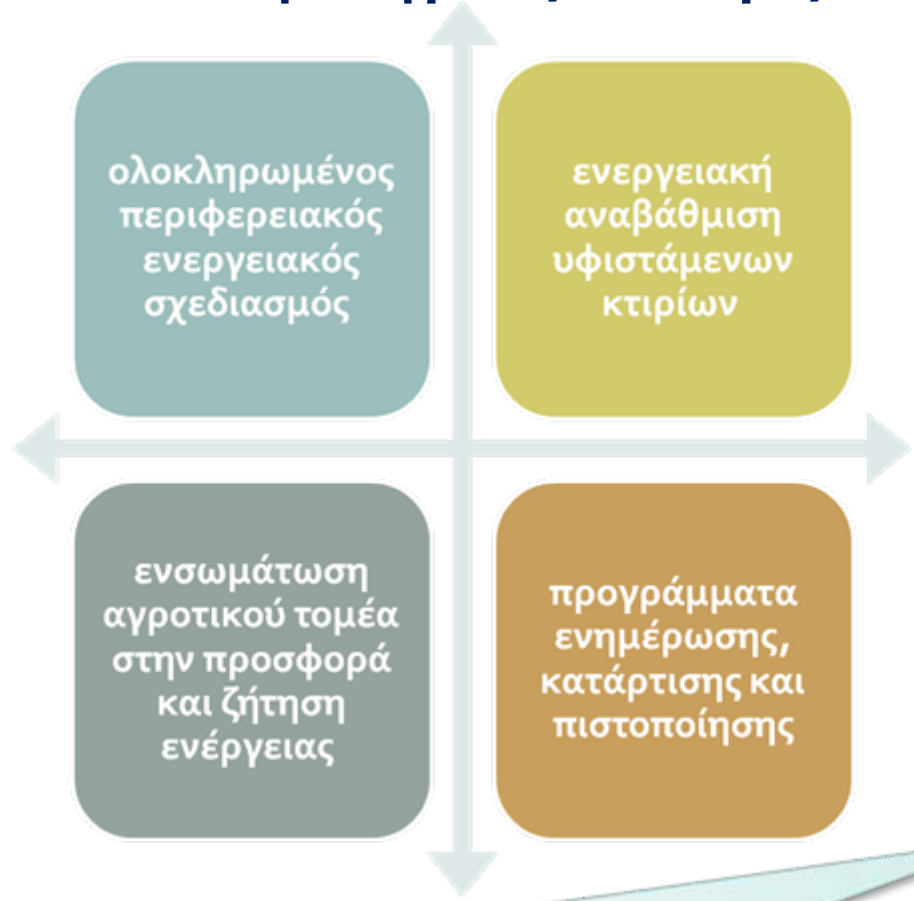 ολοκληρωμένος
περιφερειακός
ενεργειακός
σχεδιασμός
ενεργειακή
αναβάθμιση
υφιστάμενων
κτιρίων
ενσωμάτωση
αγροτικού τομέα
στην προσφορά
και ζήτηση
ενέργειας
προγράμματα
ενημέρωσης,
κατάρτισης και
πιστοποίησης